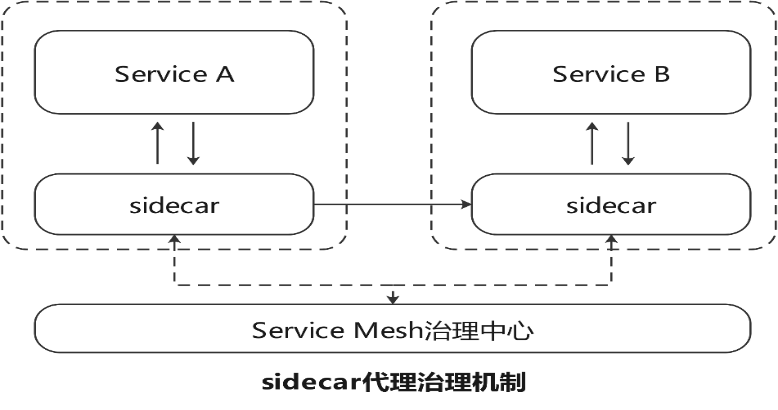 Service A
Service B
sidecar
sidecar
Service Mesh治理中心
sidecar代理治理机制